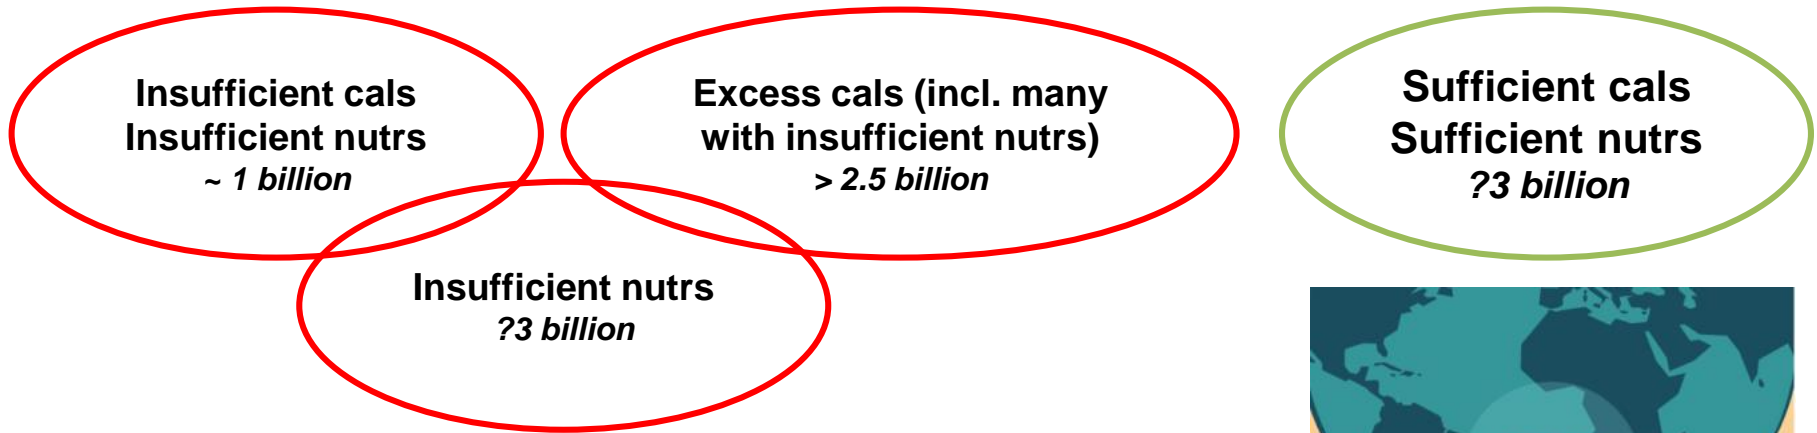 Insufficient cals
Insufficient nutrs
~ 1 billion
Excess cals (incl. many
with insufficient nutrs)
> 2.5 billion
Sufficient cals
Sufficient nutrs
?3 billion
Insufficient nutrs
?3 billion